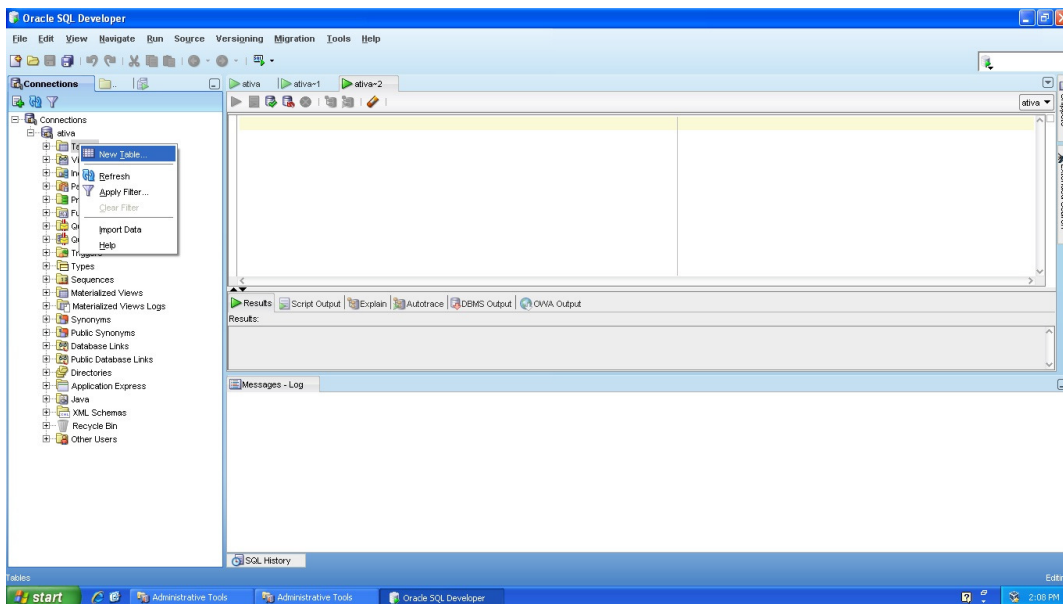 Oracle SQL Developer
File Edit View Navigate Run Source Versigning Migration Tools Help
Connections
ativa ativa~1 ativa~2
ativa
Connections
ativa
New Table...
Refresh
Apply Filter...
Clear Filter
Import Data
Help
Triggers
Types
Sequences
Materialized Views
Materialized Views Logs
Synonyms
Public Synonyms
Database Links
Public Database Links
Directories
Application Express
Java
XML Schemas
Recycle Bin
Other Users
Results Script Output Explain Autotrace DBMS Output OWA Output
Results:
Messages - Log
SQL History
Tables
start Administrative Tools Administrative Tools Oracle SQL Developer 2:08 PM